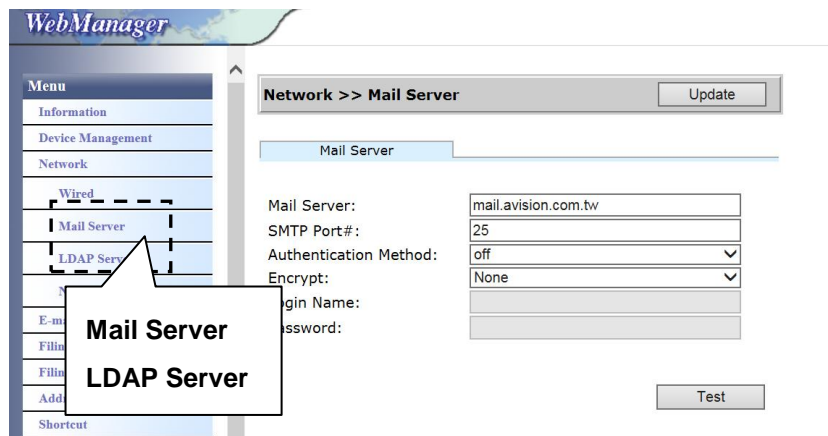 WebManager
Menu
Information
Device Management
Network
Wired
Mail Server
LDAP Serv
Shortcut
Mail Server
LDAP Server
Network >> Mail Server
Update
Mail Server
Mail Server: mail.avision.com.tw
SMTP Port#: 25
Authentication Method: off
Encrypt: None
gin Name:
assword:
Test